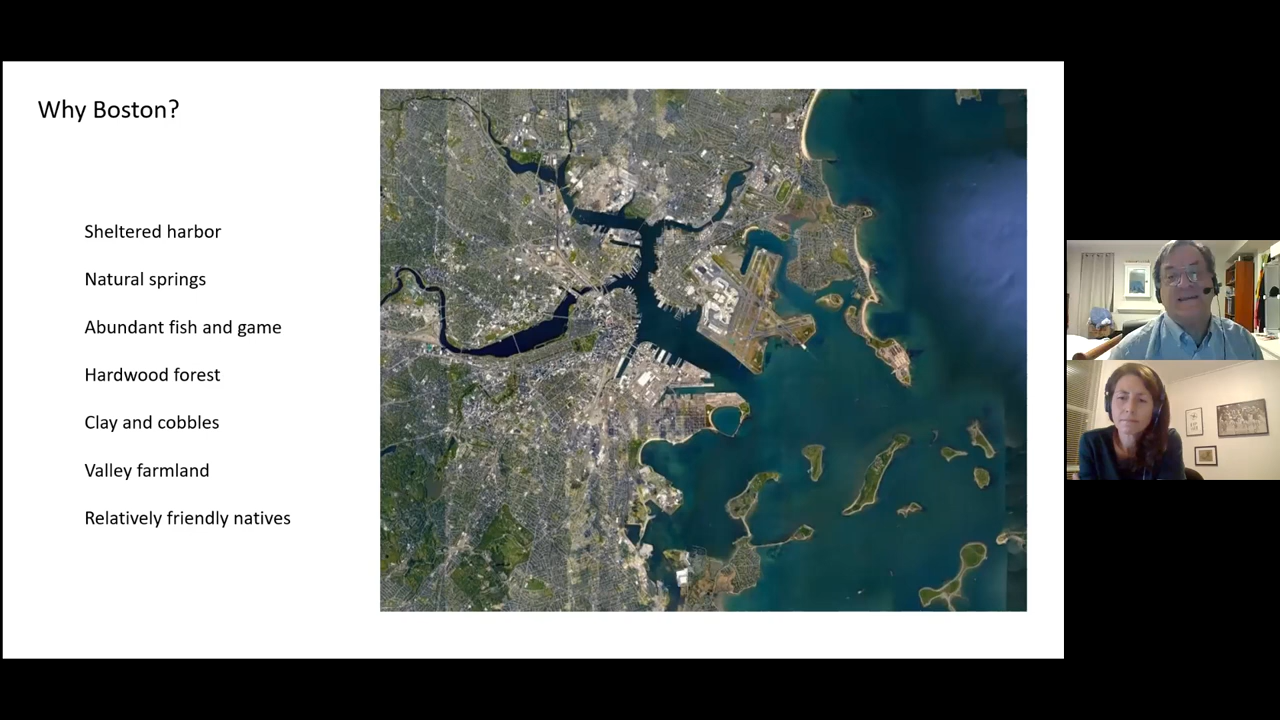 Why Boston?
Sheltered harbor
Natural springs
Abundant fish and game
Hardwood forest
Clay and cobbles
Valley farmland
Relatively friendly natives